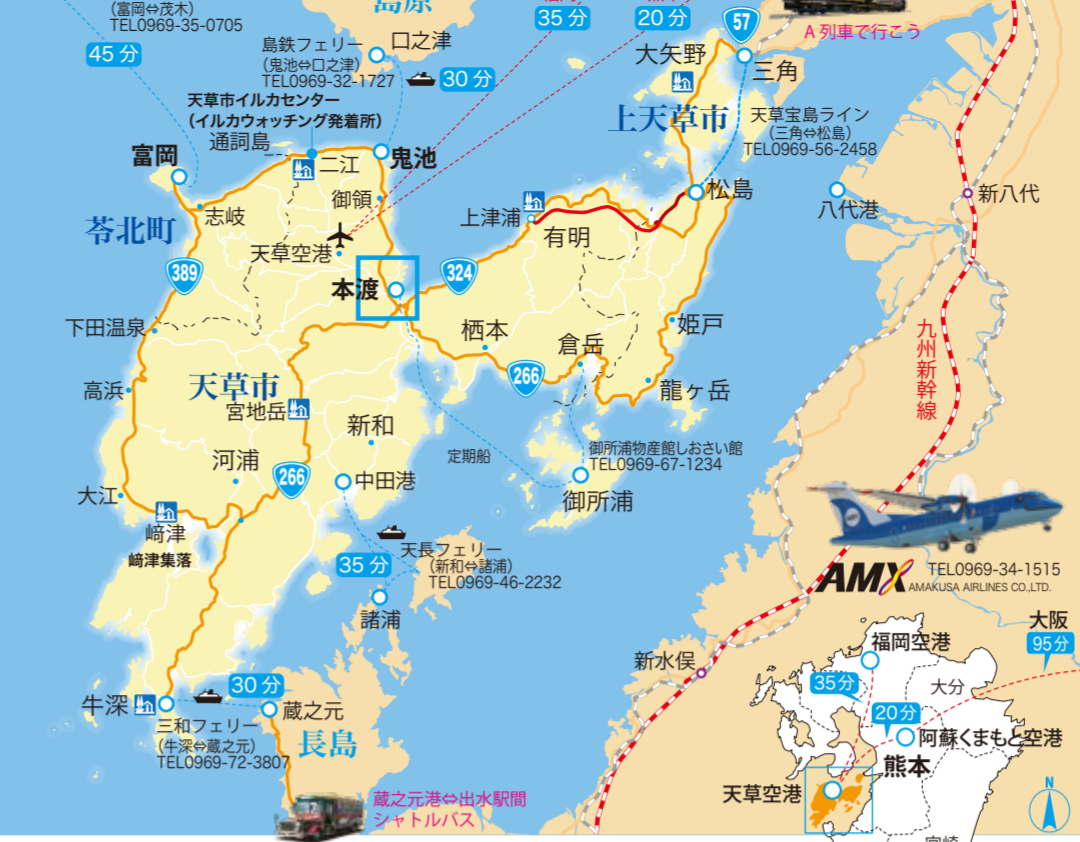 (富岡⇔茂木)
TEL0969-35-0705
45分
島原
35分
20分
57
A列車で行こう
島鉄フェリー
(鬼池⇔口之津)
TEL0969-32-1727
口之津
30分
大矢野
三角
天草市イルカセンター
(イルカウォッチング発着所)
通詞島
上天草市
天草宝島ライン
(三角⇔松島)
TEL0969-56-2458
富岡
二江
鬼池
御領
松島
八代港
新八代
志岐
苓北町
上津浦
有明
天草空港
389
本渡
324
下田温泉
栖本
倉岳
姫戸
九州新幹線
高浜
天草市
宮地岳
266
龍ヶ岳
新和
河浦
定期船
御所浦物産館しおさい館
TEL0969-67-1234
大江
266
中田港
御所浦
﨑津
﨑津集落
天長フェリー
(新和⇔諸浦)
TEL0969-46-2232
35分
諸浦
AMX
TEL0969-34-1515
AMAKUSA AIRLINES CO.,LTD.
新水俣
福岡空港
大阪
95分
35分
大分
20分
阿蘇くまもと空港
熊本
天草空港
N
牛深
30分
蔵之元
三和フェリー
(牛深⇔蔵之元)
TEL0969-72-3807
長島
蔵之元港⇔出水駅間
シャトルバス